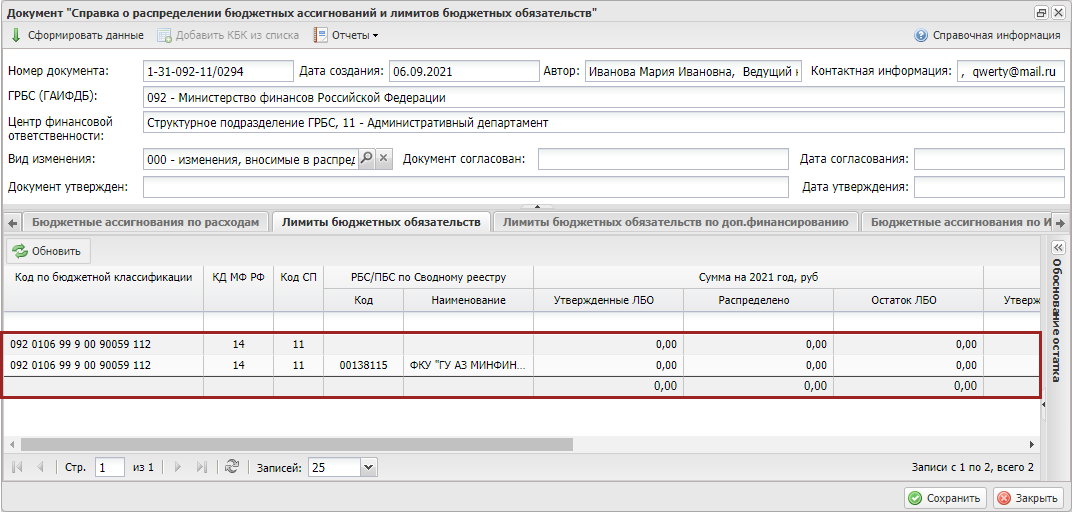 Документ "Справка о распределении бюджетных ассигнований и лимитов бюджетных обязательств"
Сформировать данные Добавить КБК из списка Отчеты Справочная информация
Номер документа: 1-31-092-11/0294 Дата создания: 06.09.2021 Автор: Иванова Мария Ивановна, Ведущий Контактная информация: , qwerty@mail.ru
ГРБС (ГАИФДБ): 092 - Министерство финансов Российской Федерации
Центр финансовой
ответственности: Структурное подразделение ГРБС, 11 - Административный департамент
Вид изменения: 000 - изменения, вносимые в распред Документ согласован: Дата согласования:
Документ утвержден: Дата утверждения:
Бюджетные ассигнования по расходам Лимиты бюджетных обязательств Лимиты бюджетных обязательств по доп.финансированию Бюджетные ассигнования по И
Обновить
Код по бюджетной классификации КД МФ РФ Код СП РБС/ПБС по Сводному реестру Сумма на 2021 год, руб
Код Наименование Утвержденные ЛБО Распределено Остаток ЛБО Утверж
092 0106 99 9 00 90059 112 14 11 0,00 0,00 0,00
092 0106 99 9 00 90059 112 14 11 00138115 ФКУ "ГУ АЗ МИНФИН... 0,00 0,00 0,00
0,00 0,00 0,00
Обоснование остатка
Стр. 1 из 1 Записей: 25 Записи с 1 по 2, всего 2
Сохранить Закрыть